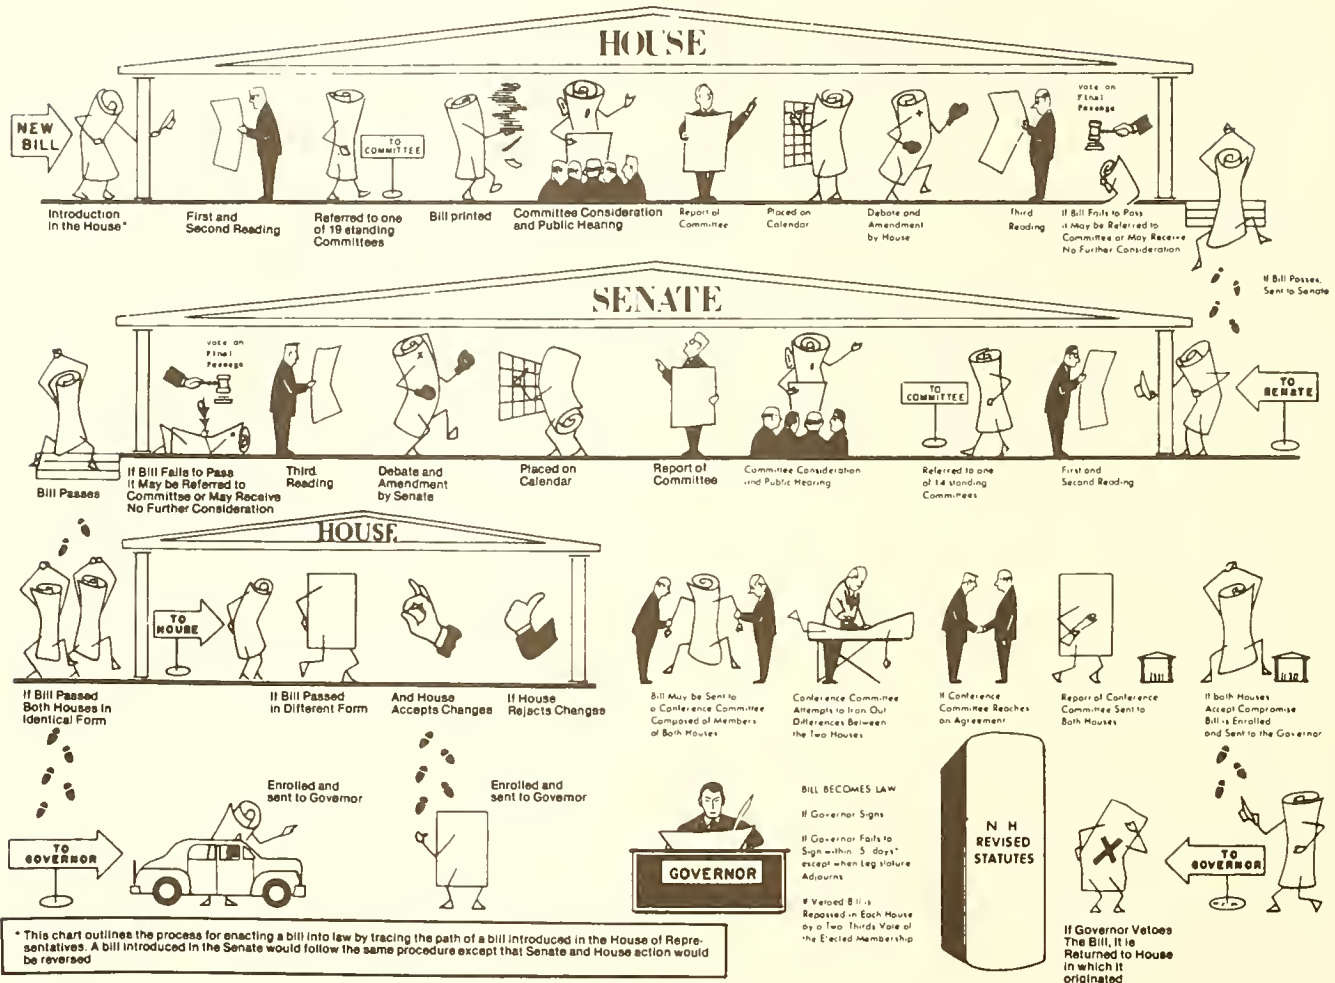 HOUSE
NEW
BILL
TO
COMMITTEE
Vote on
Final
Passage
Introduction
in the House*
First and
Second Reading
Referred to one
of 19 standing
Committees
Bill printed
Committee Consideration
and Public Hearing
Report of
Committee
Placed on
Calendar
Debate and
Amendment
by House
Third
Reading
If Bill Fails to Pass
it May be Referred to
Committee or May Receive
No Further Consideration
If Bill Passes,
Sent to Senate
SENATE
Vote on
Final
Passage
TO
COMMITTEE
TO
SENATE
Bill Passes
If Bill Fails to Pass
It May be Referred to
Committee or May Receive
No Further Consideration
Third
Reading
Debate and
Amendment
by Senate
Placed on
Calendar
Report of
Committee
Committee Consideration
and Public Hearing
Referred to one
of 14 standing
Committees
First and
Second Reading
HOUSE
TO
HOUSE
If Bill Passed
Both Houses in
Identical Form
If Bill Passed
in Different Form
And House
Accepts Changes
If House
Rejects Changes
Bill May be Sent to
a Conference Committee
Composed of Members
of Both Houses
Conference Committee
Attempts to Iron Out
Differences Between
the Two Houses
If Conference
Committee Reaches
an Agreement
Report of Conference
Committee Sent to
Both Houses
If both Houses
Accept Compromise
Bill is Enrolled
and Sent to the Governor
TO
GOVERNOR
Enrolled and
sent to Governor
Enrolled and
sent to Governor
GOVERNOR
BILL BECOMES LAW
If Governor Signs
If Governor Fails to
Sign within 5 days*
except when Legislature
Adjourns
If Vetoed Bill is
Repassed in Each House
by a Two Thirds Vote of
the Elected Membership
N H
REVISED
STATUTES
X
TO
GOVERNOR
If Governor Vetoes
The Bill, It is
Returned to House
in which it
originated
* This chart outlines the process for enacting a bill into law by tracing the path of a bill introduced in the House of Repre-
sentatives. A bill introduced in the Senate would follow the same procedure except that Senate and House action would
be reversed